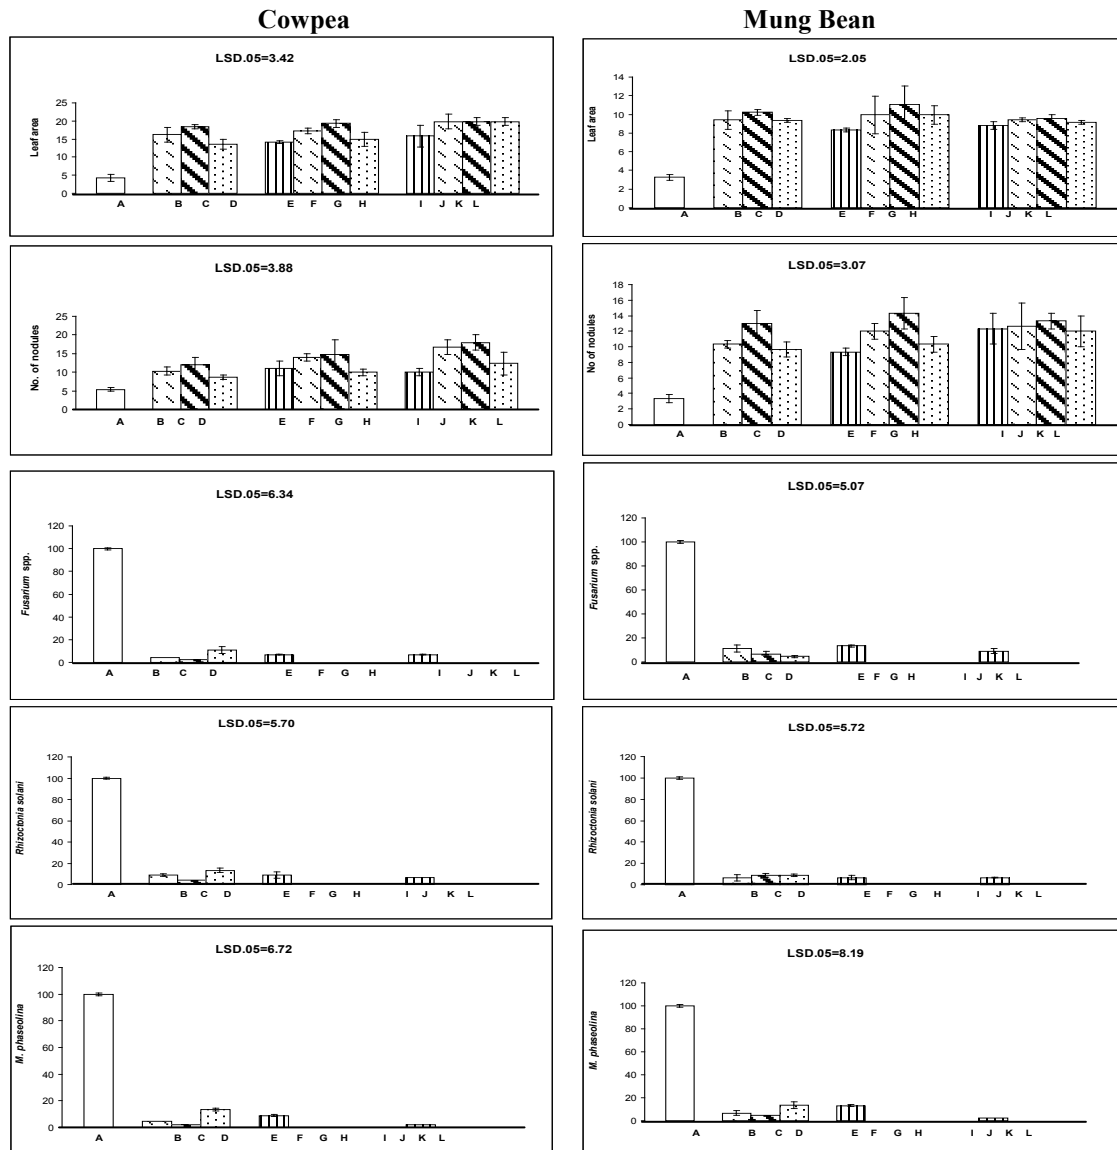 Cowpea
LSD.05=3.42
Leaf area
25
20
15
10
5
0
A B C D E F G H I J K L
LSD.05=3.88
No. of nodules
25
20
15
10
5
0
A B C D E F G H I J K L
LSD.05=6.34
Fusarium spp.
120
100
80
60
40
20
0
A B C D E F G H I J K L
LSD.05=5.70
Rhizoctonia solani
120
100
80
60
40
20
0
A B C D E F G H I J K L
LSD.05=6.72
M. phaseolina
120
100
80
60
40
20
0
A B C D E F G H I J K L
Mung Bean
LSD.05=2.05
Leaf area
14
12
10
8
6
4
2
0
A B C D E F G H I J K L
LSD.05=3.07
No of nodules
18
16
14
12
10
8
6
4
2
0
A B C D E F G H I J K L
LSD.05=5.07
Fusarium spp.
120
100
80
60
40
20
0
A B C D E F G H I J K L
LSD.05=5.72
Rhizoctonia solani
120
100
80
60
40
20
0
A B C D E F G H I J K L
LSD.05=8.19
M. phaseolina
120
100
80
60
40
20
0
A B C D E F G H I J K L